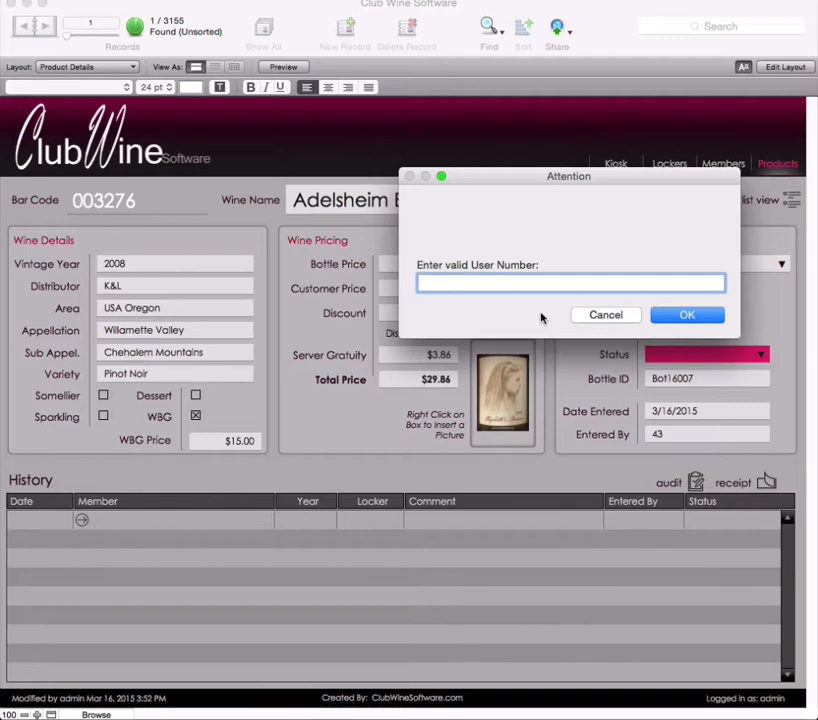 Club Wine Software
1
1 / 3155
Found (Unsorted)
Records
Show All
New Record
Delete Record
Find
Sort
Share
Search
Layout:
Product Details
View As:
Preview
Aa
Edit Layout
24 pt
T
B
I
U
ClubWine Software
Kiosk
Lockers
Members
Products
Attention
Bar Code
003276
Wine Name
Adelsheim
list view
Wine Details
Wine Pricing
Enter valid User Number:
Vintage Year
2008
Bottle Price
Distributor
K&L
Customer Price
Area
USA Oregon
Discount
Cancel
OK
Appellation
Willamette Valley
Sub Appel.
Chehalem Mountains
Server Gratuity
$3.86
Status
Variety
Pinot Noir
Total Price
$29.86
Bottle ID
Bot16007
Somellier
Dessert
Sparkling
WBG
Right Click on
Box to Insert a
Picture
Date Entered
3/16/2015
Entered By
43
WBG Price
$15.00
History
audit
receipt
Date
Member
Year
Locker
Comment
Entered By
Status
Modified by admin Mar 16, 2015 3:52 PM
Created By: ClubWineSoftware.com
Logged in as: admin
100
Browse